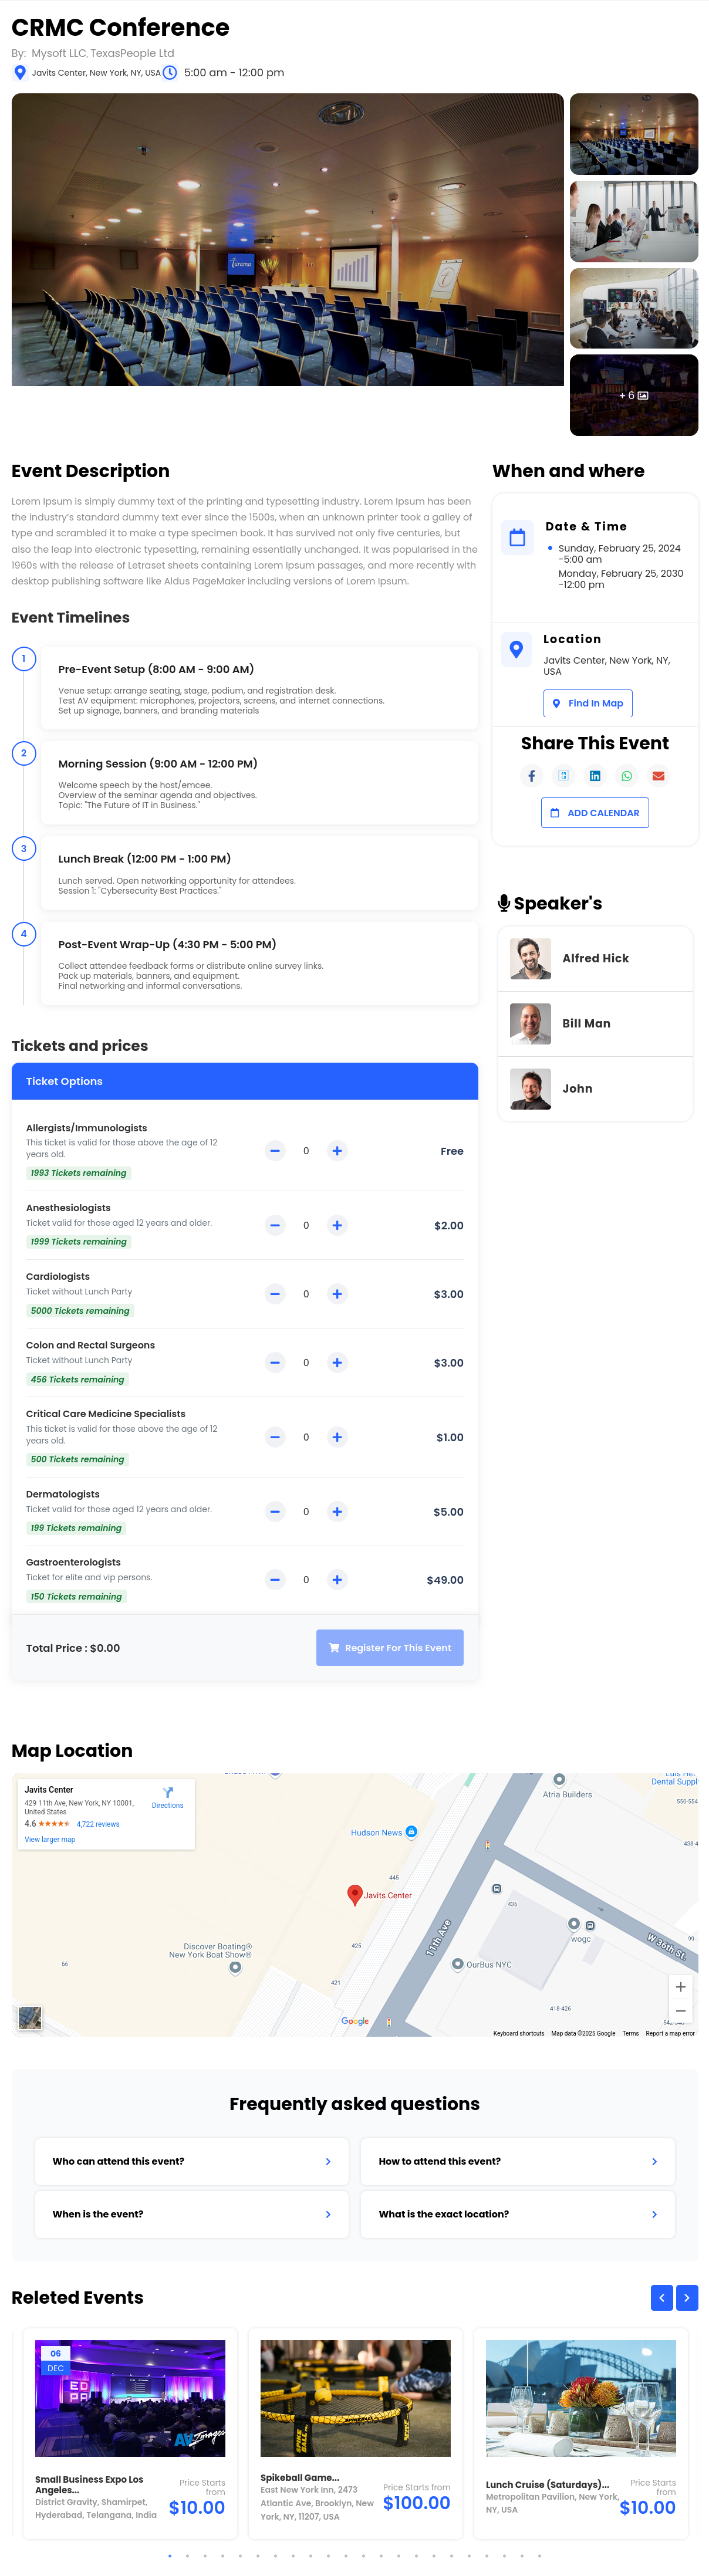 CRMC Conference
By: Mysoft LLC, TexasPeople Ltd
Javits Center, New York, NY, USA 5:00 am - 12:00 pm
+ 6
Event Description
Lorem Ipsum is simply dummy text of the printing and typesetting industry. Lorem Ipsum has been
the industry's standard dummy text ever since the 1500s, when an unknown printer took a galley of
type and scrambled it to make a type specimen book. It has survived not only five centuries, but
also the leap into electronic typesetting, remaining essentially unchanged. It was popularised in the
1960s with the release of Letraset sheets containing Lorem Ipsum passages, and more recently with
desktop publishing software like Aldus PageMaker including versions of Lorem Ipsum.
Event Timelines
1
Pre-Event Setup (8:00 AM - 9:00 AM)
Venue setup: arrange seating, stage, podium, and registration desk.
Test AV equipment: microphones, projectors, screens, and internet connections.
Set up signage, banners, and branding materials
2
Morning Session (9:00 AM - 12:00 PM)
Welcome speech by the host/emcee.
Overview of the seminar agenda and objectives.
Topic: "The Future of IT in Business."
3
Lunch Break (12:00 PM - 1:00 PM)
Lunch served. Open networking opportunity for attendees.
Session 1: "Cybersecurity Best Practices."
4
Post-Event Wrap-Up (4:30 PM - 5:00 PM)
Collect attendee feedback forms or distribute online survey links.
Pack up materials, banners, and equipment.
Final networking and informal conversations.
When and where
Date & Time
Sunday, February 25, 2024
-5:00 am
Monday, February 25, 2030
-12:00 pm
Location
Javits Center, New York, NY,
USA
Find In Map
Share This Event
ADD CALENDAR
Speaker's
Alfred Hick
Bill Man
John
Tickets and prices
Ticket Options
Allergists/Immunologists
This ticket is valid for those above the age of 12
years old.
1993 Tickets remaining
0
Free
Anesthesiologists
Ticket valid for those aged 12 years and older.
1999 Tickets remaining
0
$2.00
Cardiologists
Ticket without Lunch Party
5000 Tickets remaining
0
$3.00
Colon and Rectal Surgeons
Ticket without Lunch Party
456 Tickets remaining
0
$3.00
Critical Care Medicine Specialists
This ticket is valid for those above the age of 12
years old.
500 Tickets remaining
0
$1.00
Dermatologists
Ticket valid for those aged 12 years and older.
199 Tickets remaining
0
$5.00
Gastroenterologists
Ticket for elite and vip persons.
150 Tickets remaining
0
$49.00
Total Price : $0.00
Register For This Event
Map Location
Javits Center
429 11th Ave, New York, NY 10001,
United States
4.6 4,722 reviews
View larger map
Directions
Atria Builders
Dental Suppl
550-554
Hudson News
438-4
445
Javits Center
436
11th Ave
wogc
W 36th St.
99
Discover Boating®
New York Boat Show®
425
66
OurBus NYC
421
418-426
Google
Keyboard shortcuts Map data ©2025 Google Terms Report a map error
Frequently asked questions
Who can attend this event?
How to attend this event?
When is the event?
What is the exact location?
Releted Events
06
DEC
Small Business Expo Los
Angeles...
District Gravity, Shamirpet,
Hyderabad, Telangana, India
Price Starts
from
$10.00
SPIKE
BALL
Spikeball Game...
East New York Inn, 2473
Atlantic Ave, Brooklyn, New
York, NY, 11207, USA
Price Starts from
$100.00
Lunch Cruise (Saturdays)...
Metropolitan Pavilion, New York,
NY, USA
Price Starts
from
$10.00